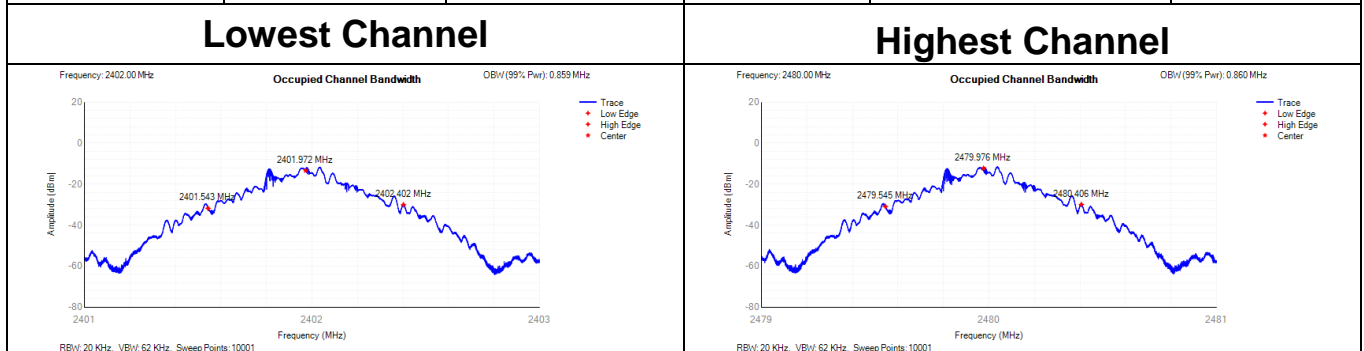 Lowest Channel
Highest Channel
Frequency: 2402.00 MHz
Occupied Channel Bandwidth
OBW (99% Pwr): 0.859 MHz
20
0
-20
-40
-60
-80
Amplitude [dBm]
2401.543 MHz
2401.972 MHz
2402.402 MHz
Trace
Low Edge
High Edge
Center
2401
2402
2403
Frequency (MHz)
RBW: 20 KHz, VBW: 62 KHz, Sweep Points: 10001
Frequency: 2480.00 MHz
Occupied Channel Bandwidth
OBW (99% Pwr): 0.860 MHz
20
0
-20
-40
-60
-80
Amplitude [dBm]
2479.545 MHz
2479.976 MHz
2480.406 MHz
Trace
Low Edge
High Edge
Center
2479
2480
2481
Frequency (MHz)
RBW: 20 KHz, VBW: 62 KHz, Sweep Points: 10001